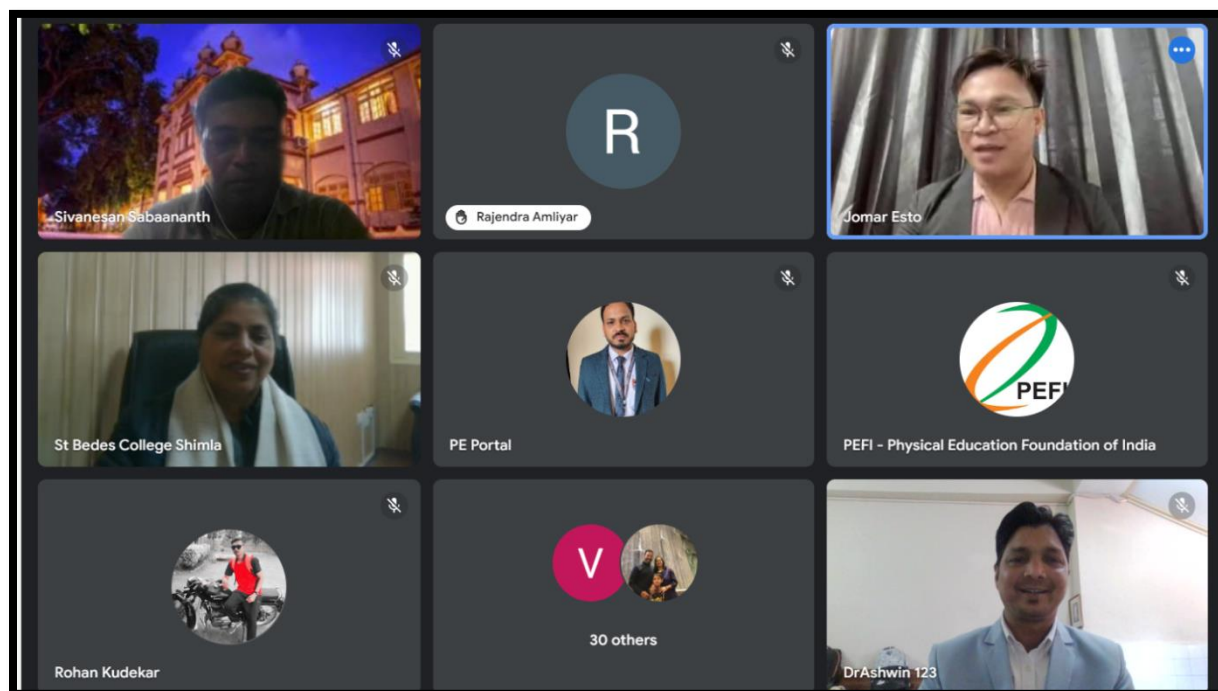 Sivanesan Sabaananth
R
Rajendra Amliyar
Jomar Esto
St Bedes College Shimla
PE Portal
PEFI
PEFI - Physical Education Foundation of India
Rohan Kudekar
V
30 others
DrAshwin 123